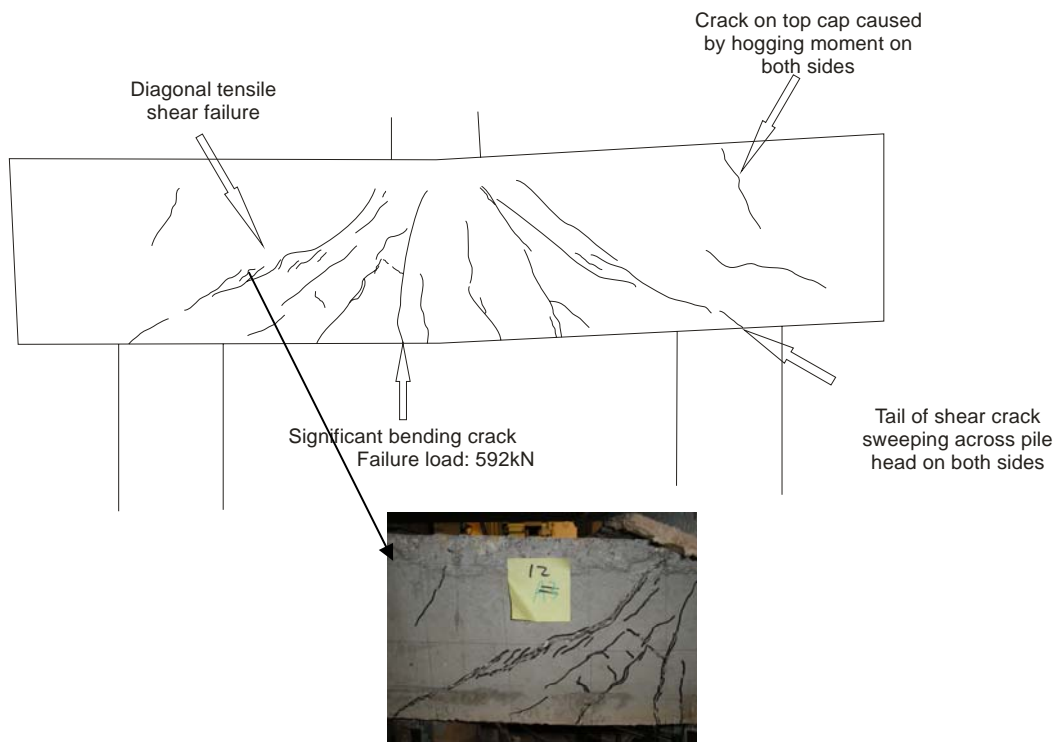 Crack on top cap caused
by hogging moment on
both sides
Diagonal tensile
shear failure
Significant bending crack
Failure load: 592kN
Tail of shear crack
sweeping across pile
head on both sides
12